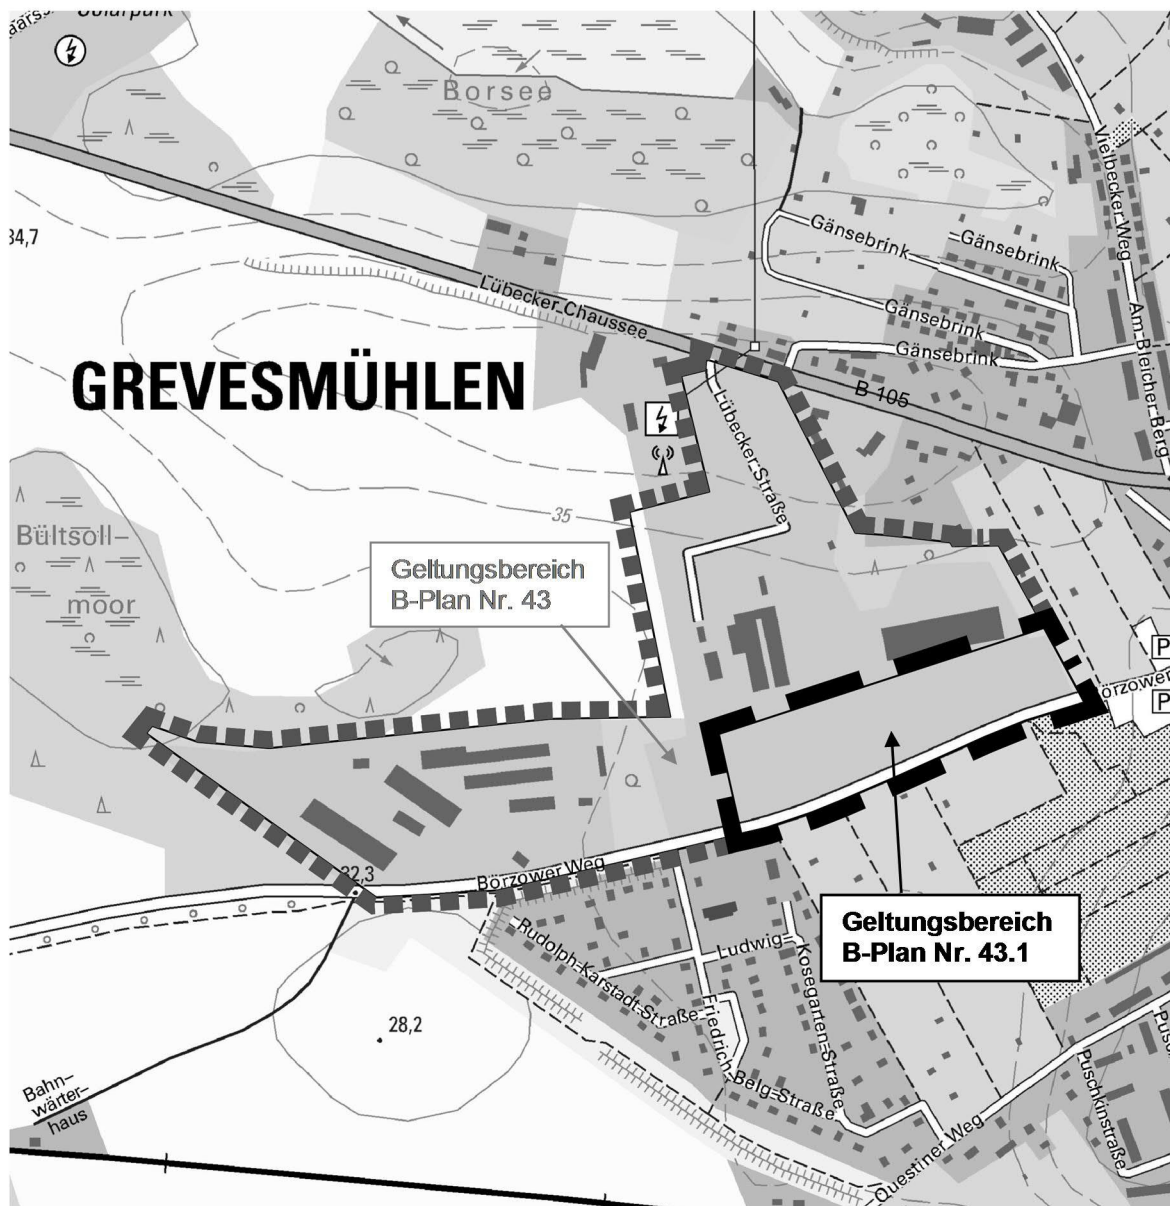 Solarpark
Borsee
Vielbecker Weg
34,7
Gänsebrink
Gänsebrink
Gänsebrink
Gänsebrink
Lübecker Chaussee
Am Bleicher Berg
GREVESMÜHLEN
B 105
Lübecker Straße
35
Bültsoll–
moor
Geltungsbereich
B-Plan Nr. 43
P
P
Börzower Weg
32,3
Geltungsbereich
B-Plan Nr. 43.1
Rudolph-Karstadt-Straße
Ludwig
Kosegarten-Straße
Friedrich-Belg-Straße
28,2
Bahn–
wärter–
haus
Puschkinstraße
Questiner Weg